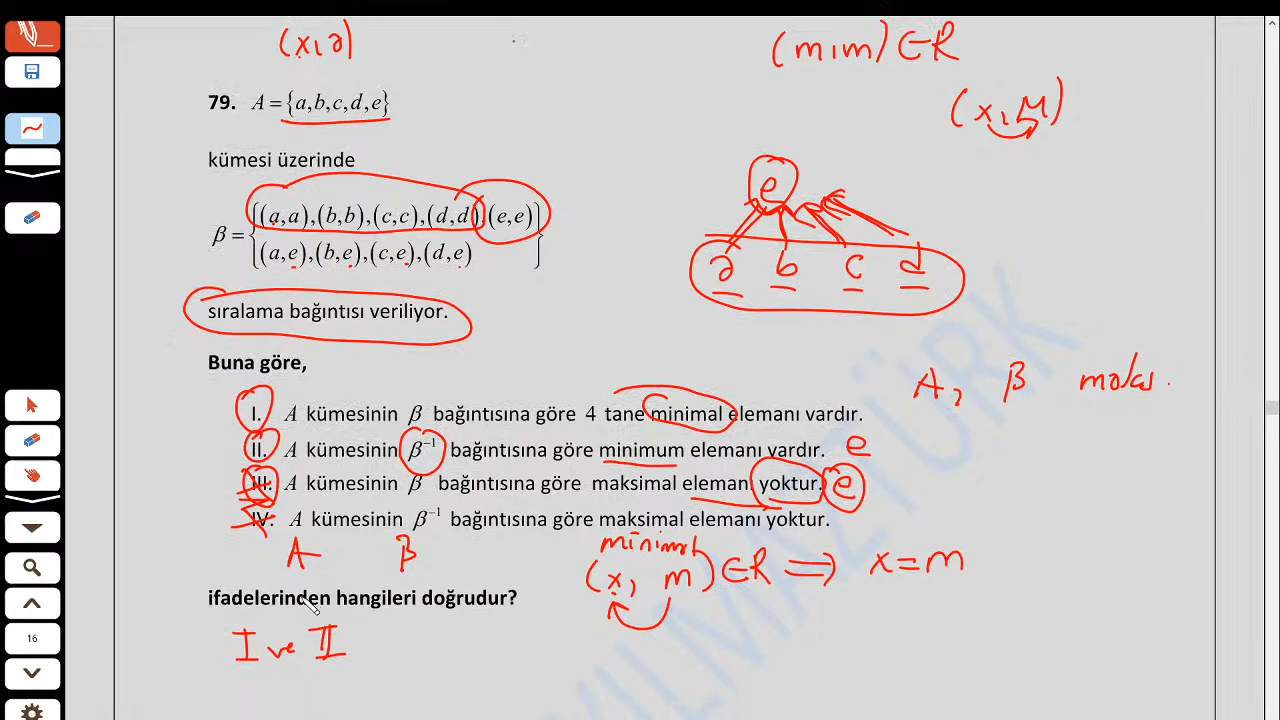 (x,a)
(m,m)∈R
(x, M)
79. A = {a,b,c,d,e}
kümesi üzerinde
β = {(a,a),(b,b),(c,c),(d,d),(e,e)
(a,e),(b,e),(c,e),(d,e)}
e
a b c d
sıralama bağıntısı veriliyor.
Buna göre,
A, β
I. A kümesinin β bağıntısına göre 4 tane minimal elemanı vardır.
II. A kümesinin β⁻¹ bağıntısına göre minimum elemanı vardır. e
III. A kümesinin β bağıntısına göre maksimal elemanı yoktur. e
IV. A kümesinin β⁻¹ bağıntısına göre maksimal elemanı yoktur.
A β
minimal
(x, m)∈R ⇒ x=m
ifadelerinden hangileri doğrudur?
I ve II
16
YILMAZTÜRK